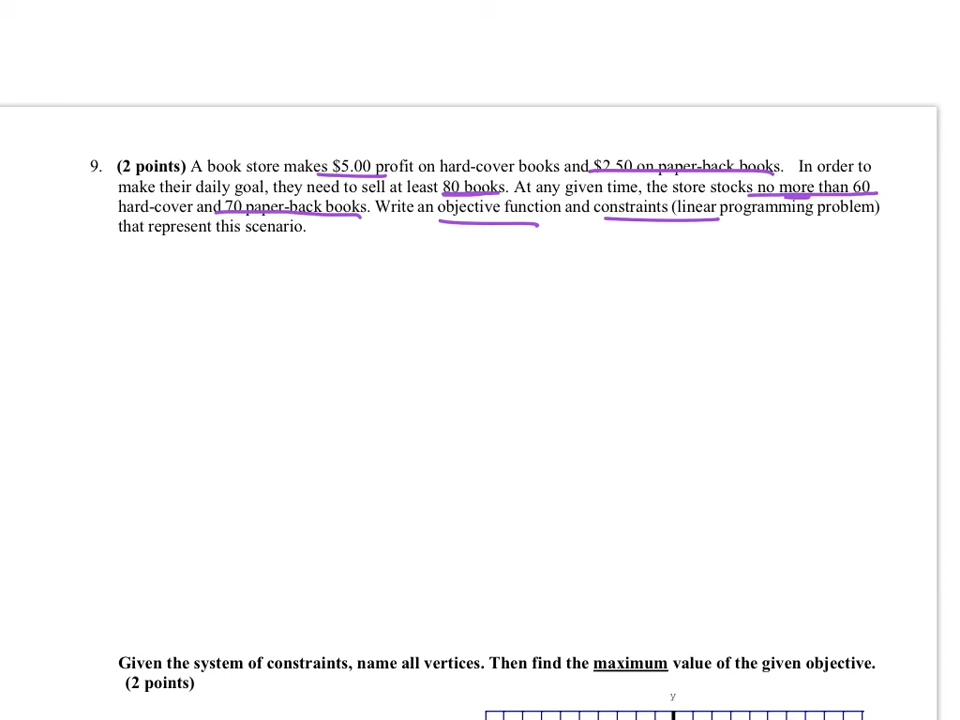 9. (2 points) A book store makes $5.00 profit on hard-cover books and $2.50 on paper-back books. In order to
make their daily goal, they need to sell at least 80 books. At any given time, the store stocks no more than 60
hard-cover and 70 paper-back books. Write an objective function and constraints (linear programming problem)
that represent this scenario.
Given the system of constraints, name all vertices. Then find the maximum value of the given objective.
(2 points)
y